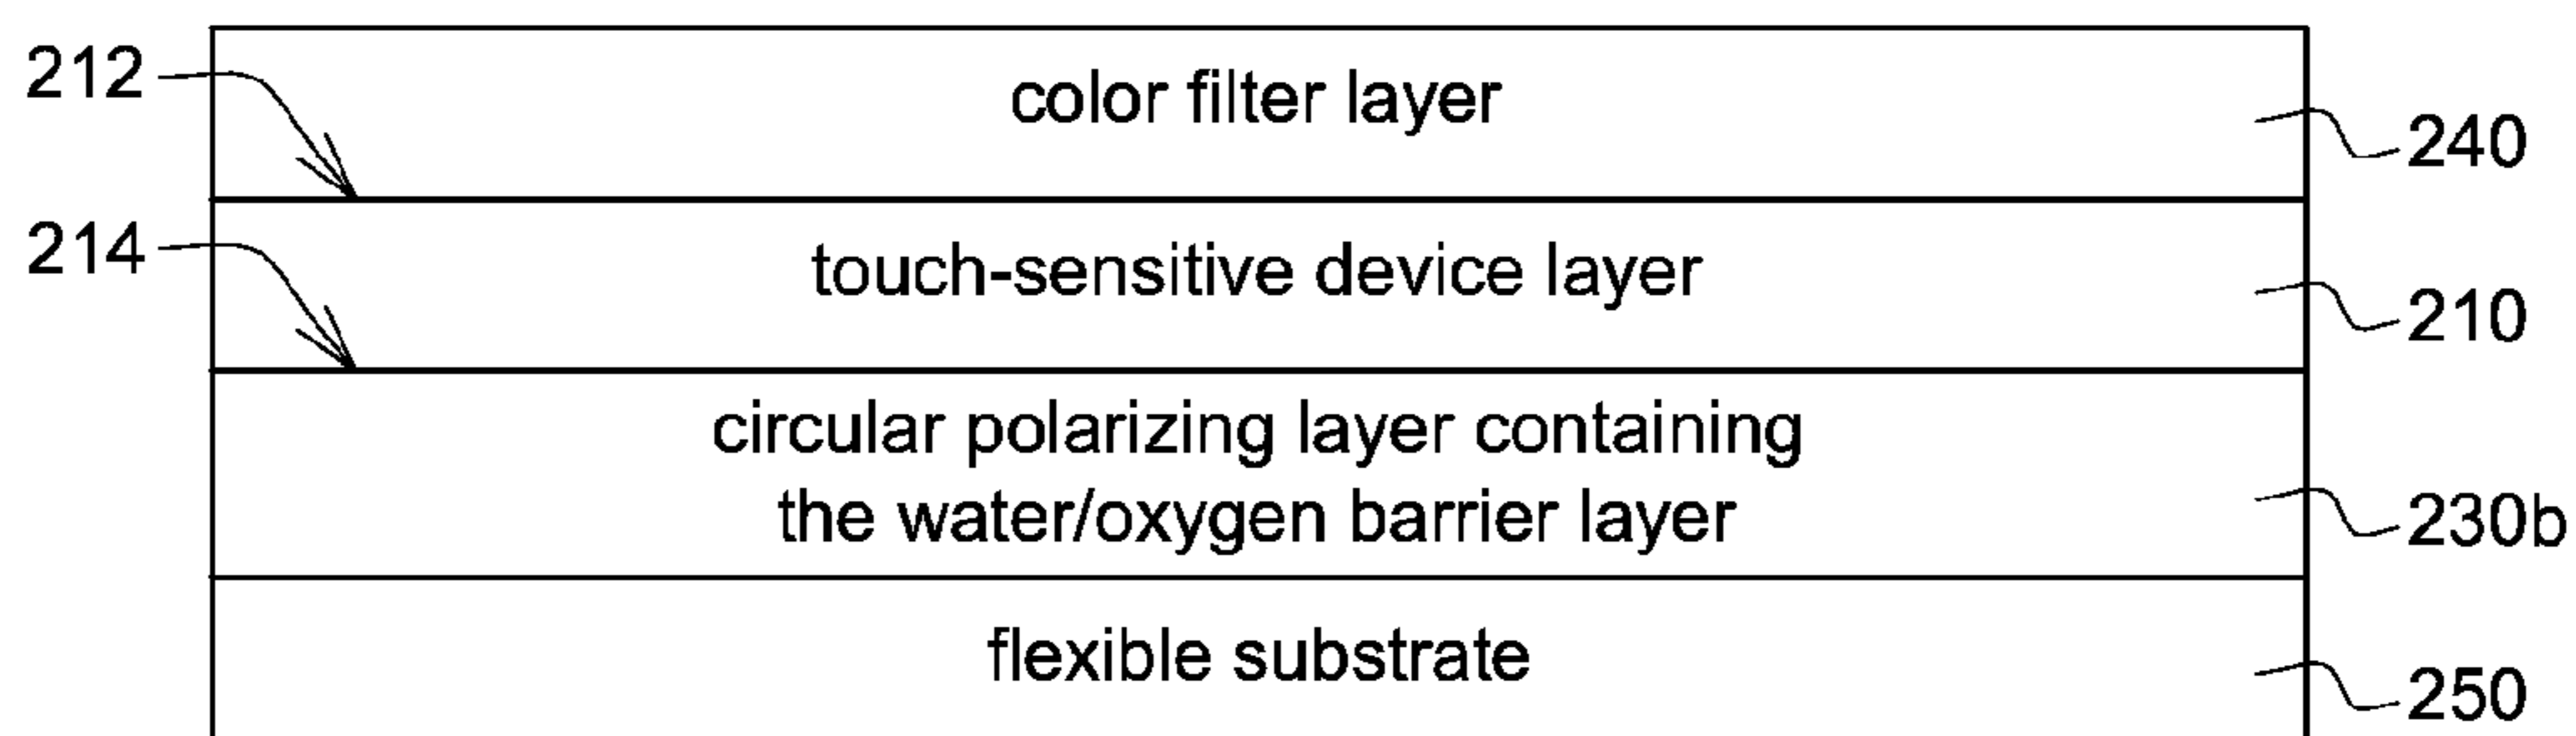 212
color filter layer
240
214
touch-sensitive device layer
210
circular polarizing layer containing
the water/oxygen barrier layer
230b
flexible substrate
250